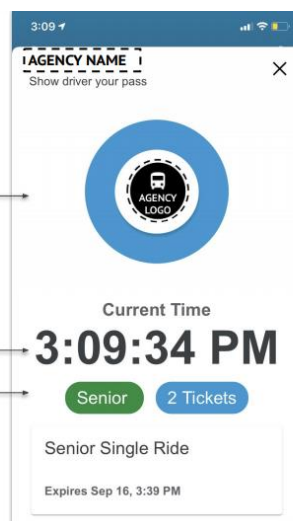 3:09
AGENCY NAME
Show driver your pass
AGENCY
LOGO
Current Time
3:09:34 PM
Senior
2 Tickets
Senior Single Ride
Expires Sep 16, 3:39 PM